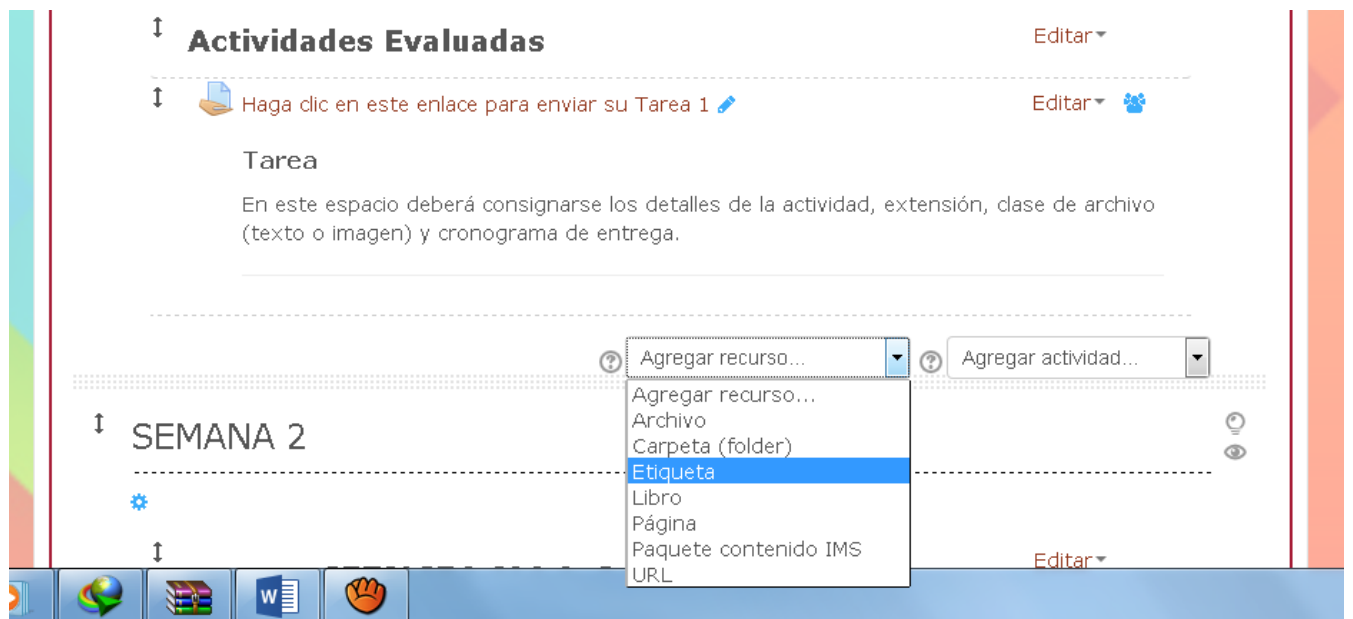 Actividades Evaluadas
Editar
Haga clic en este enlace para enviar su Tarea 1
Editar
Tarea
En este espacio deberá consignarse los detalles de la actividad, extensión, clase de archivo
(texto o imagen) y cronograma de entrega.
Agregar recurso...
Agregar actividad...
Agregar recurso...
Archivo
Carpeta (folder)
Etiqueta
Libro
Página
Paquete contenido IMS
URL
SEMANA 2
Editar
W